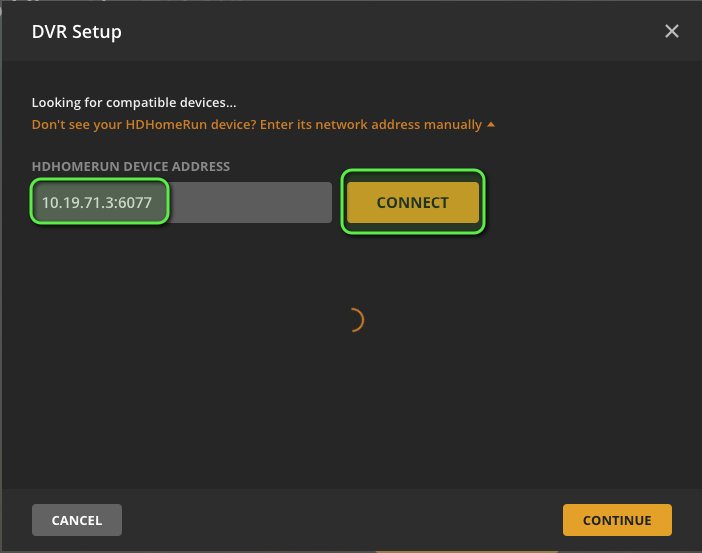 DVR Setup
Looking for compatible devices...
Don't see your HDHomeRun device? Enter its network address manually
HDHOMERUN DEVICE ADDRESS
10.19.71.3:6077
CONNECT
CANCEL
CONTINUE